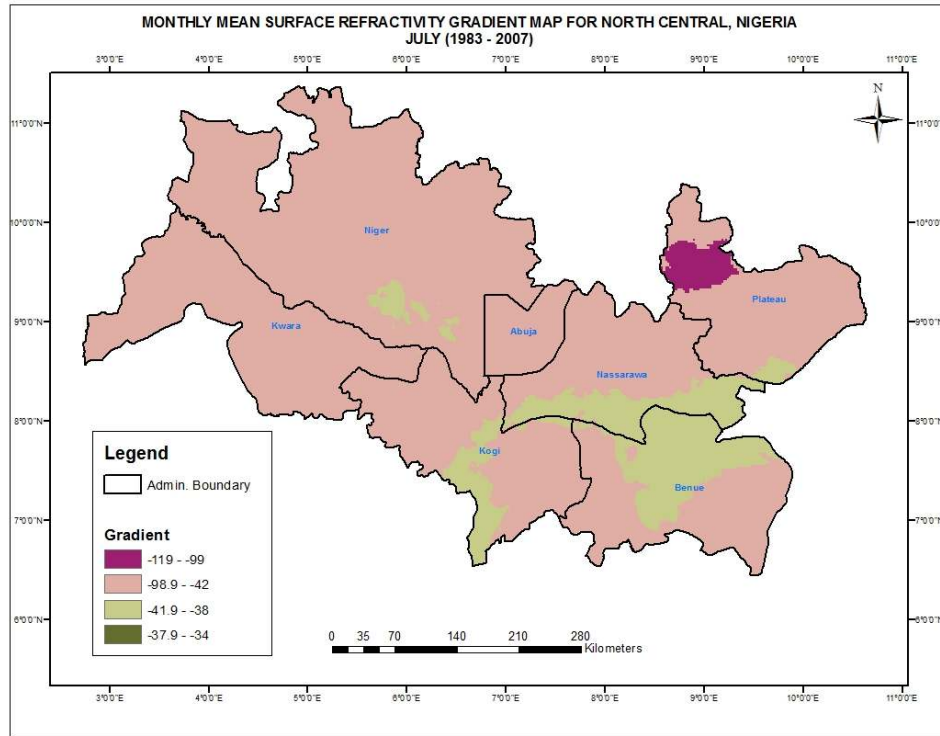 MONTHLY MEAN SURFACE REFRACTIVITY GRADIENT MAP FOR NORTH CENTRAL, NIGERIA
JULY (1983 - 2007)
3°0'0"E 4°0'0"E 5°0'0"E 6°0'0"E 7°0'0"E 8°0'0"E 9°0'0"E 10°0'0"E 11°0'0"E
N
11°0'0"N 11°0'0"N
10°0'0"N 10°0'0"N
Niger
Plateau
9°0'0"N 9°0'0"N
Kwara
Abuja
Nassarawa
8°0'0"N 8°0'0"N
Kogi
Benue
7°0'0"N 7°0'0"N
6°0'0"N 6°0'0"N
Legend
Admin. Boundary
Gradient
-119 - -99
-98.9 - -42
-41.9 - -38
-37.9 - -34
0 35 70 140 210 280
Kilometers
3°0'0"E 4°0'0"E 5°0'0"E 6°0'0"E 7°0'0"E 8°0'0"E 9°0'0"E 10°0'0"E 11°0'0"E